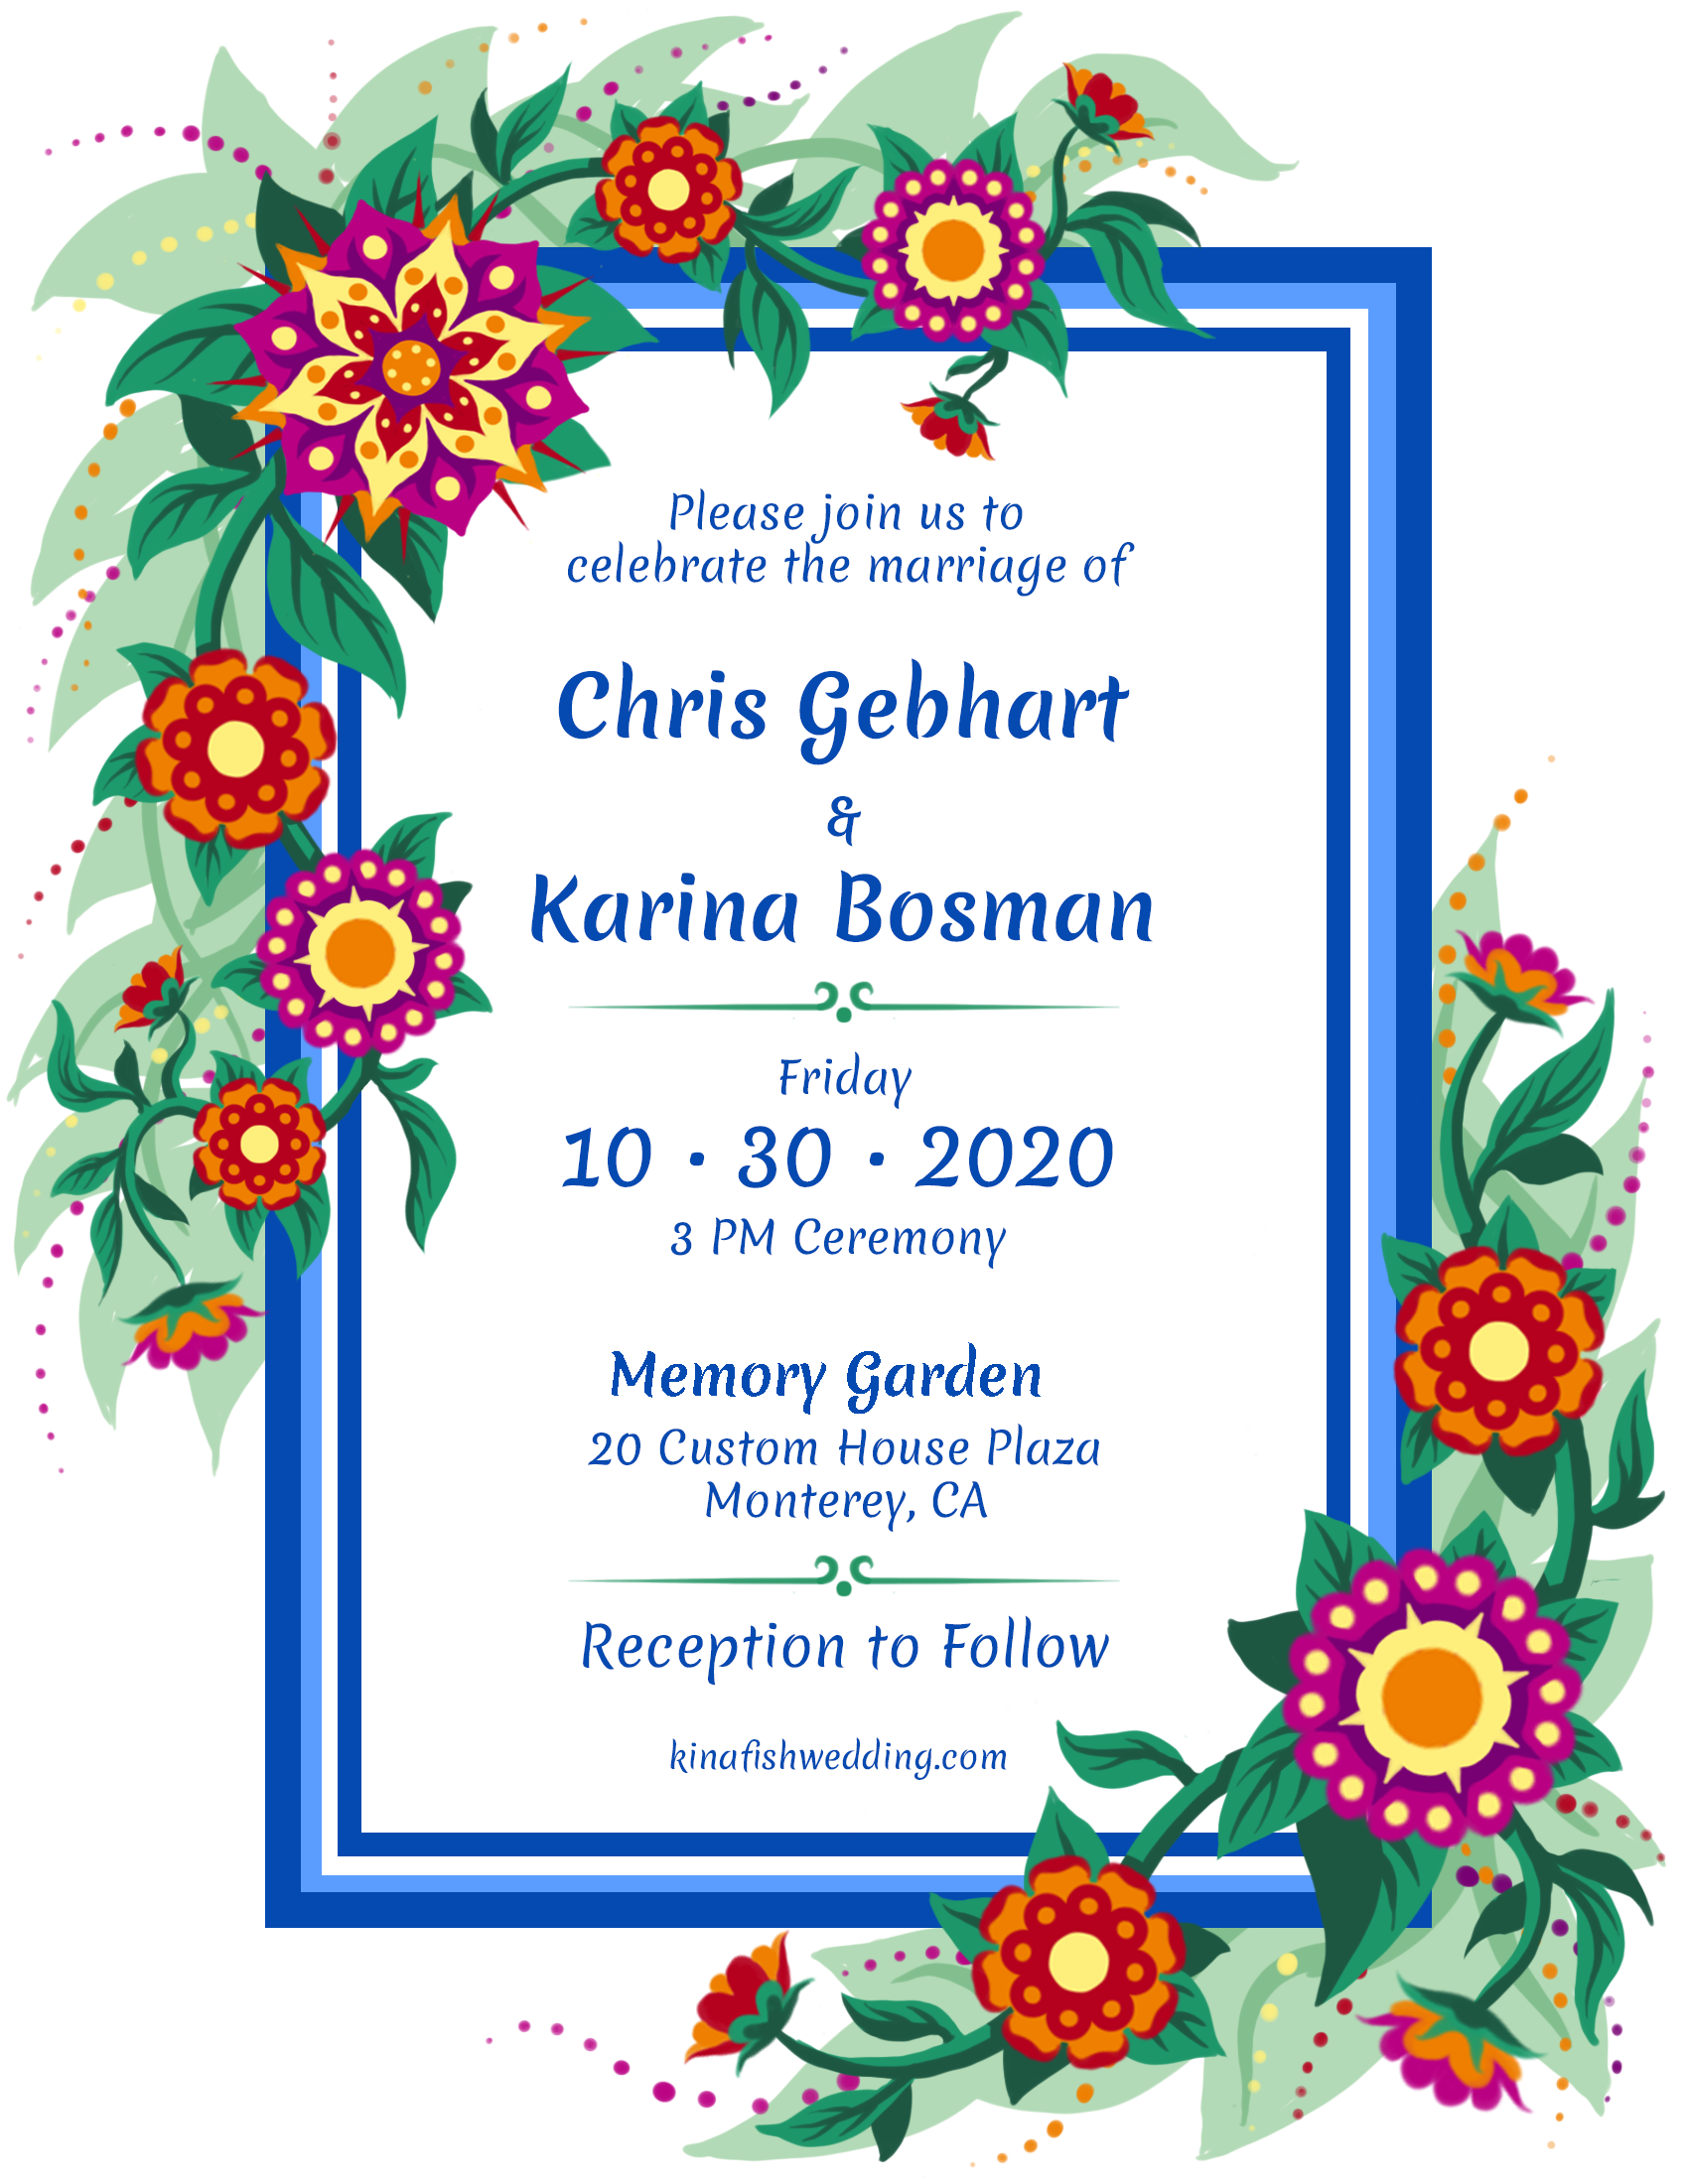 Please join us to
celebrate the marriage of
Chris Gebhart
&
Karina Bosman
Friday
10 · 30 · 2020
3 PM Ceremony
Memory Garden
20 Custom House Plaza
Monterey, CA
Reception to Follow
kinafishwedding.com